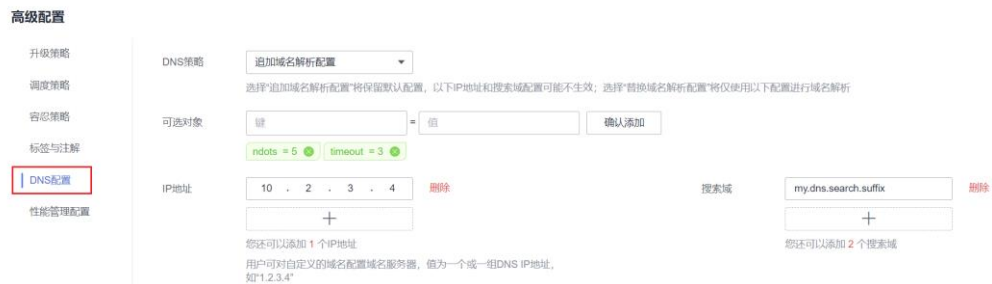 高级配置
升级策略
调度策略
容忍策略
标签与注解
DNS配置
性能管理配置
DNS策略
追加域名解析配置
选择“追加域名解析配置”将保留默认配置，以下IP地址和搜索域配置可能不生效；选择“替换域名解析配置”将仅使用以下配置进行域名解析
可选对象
键 = 值 确认添加
ndots = 5 timeout = 3
IP地址
10 . 2 . 3 . 4 删除
您还可以添加 1 个IP地址
用户可对自定义的域名配置域名服务器，值为一个或一组DNS IP地址，
如“1.2.3.4”
搜索域
my.dns.search.suffix 删除
您还可以添加 2 个搜索域